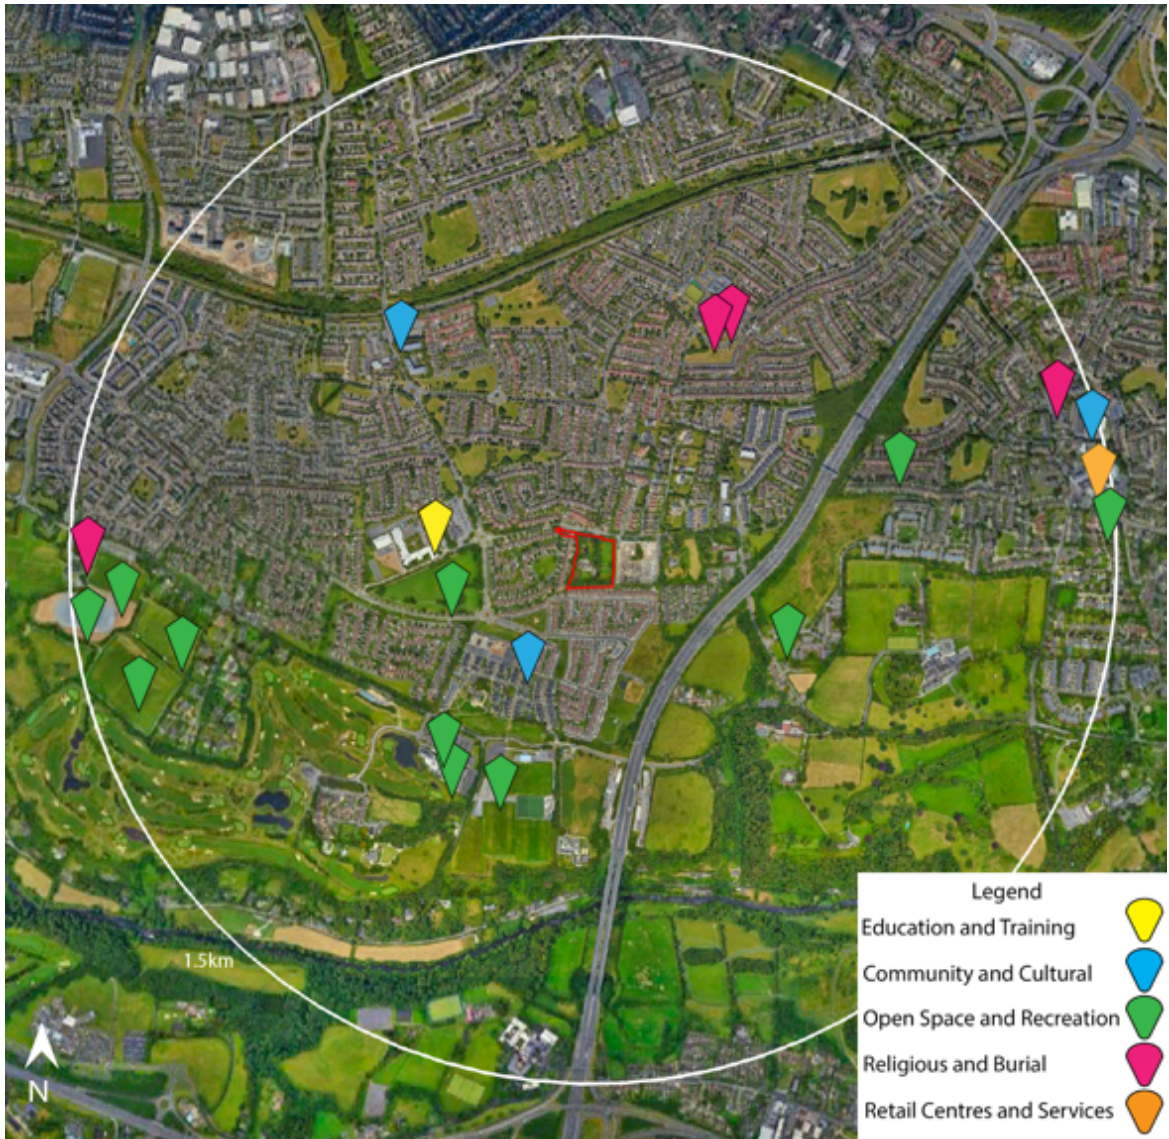 1.5km
N
Legend
Education and Training
Community and Cultural
Open Space and Recreation
Religious and Burial
Retail Centres and Services